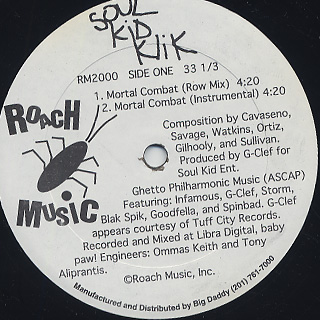 SOUL
KiD
KliK
RM2000 SIDE ONE 33 1/3
1. Mortal Combat (Row Mix) 4:20
2. Mortal Combat (Instrumental) 4:20
ROACH
MUSIC
Composition by Cavaseno,
Savage, Watkins, Ortiz,
Gilhooly, and Sullivan.
Produced by G-Clef for
Soul Kid Ent.
Ghetto Philharmonic Music (ASCAP)
Featuring: Infamous, G-Clef, Storm,
Blak Spik, Goodfella, and Spinbad. G-Clef
appears courtesy of Tuff City Records.
Recorded and Mixed at Libra Digital, baby
paw! Engineers: Ommas Keith and Tony
Aliprantis.
©Roach Music, Inc.
Manufactured and Distributed by Big Daddy (201) 761-7000